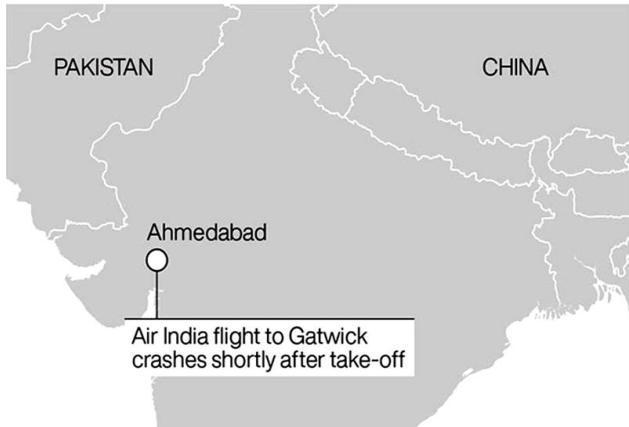 PAKISTAN
CHINA
Ahmedabad
Air India flight to Gatwick
crashes shortly after take-off